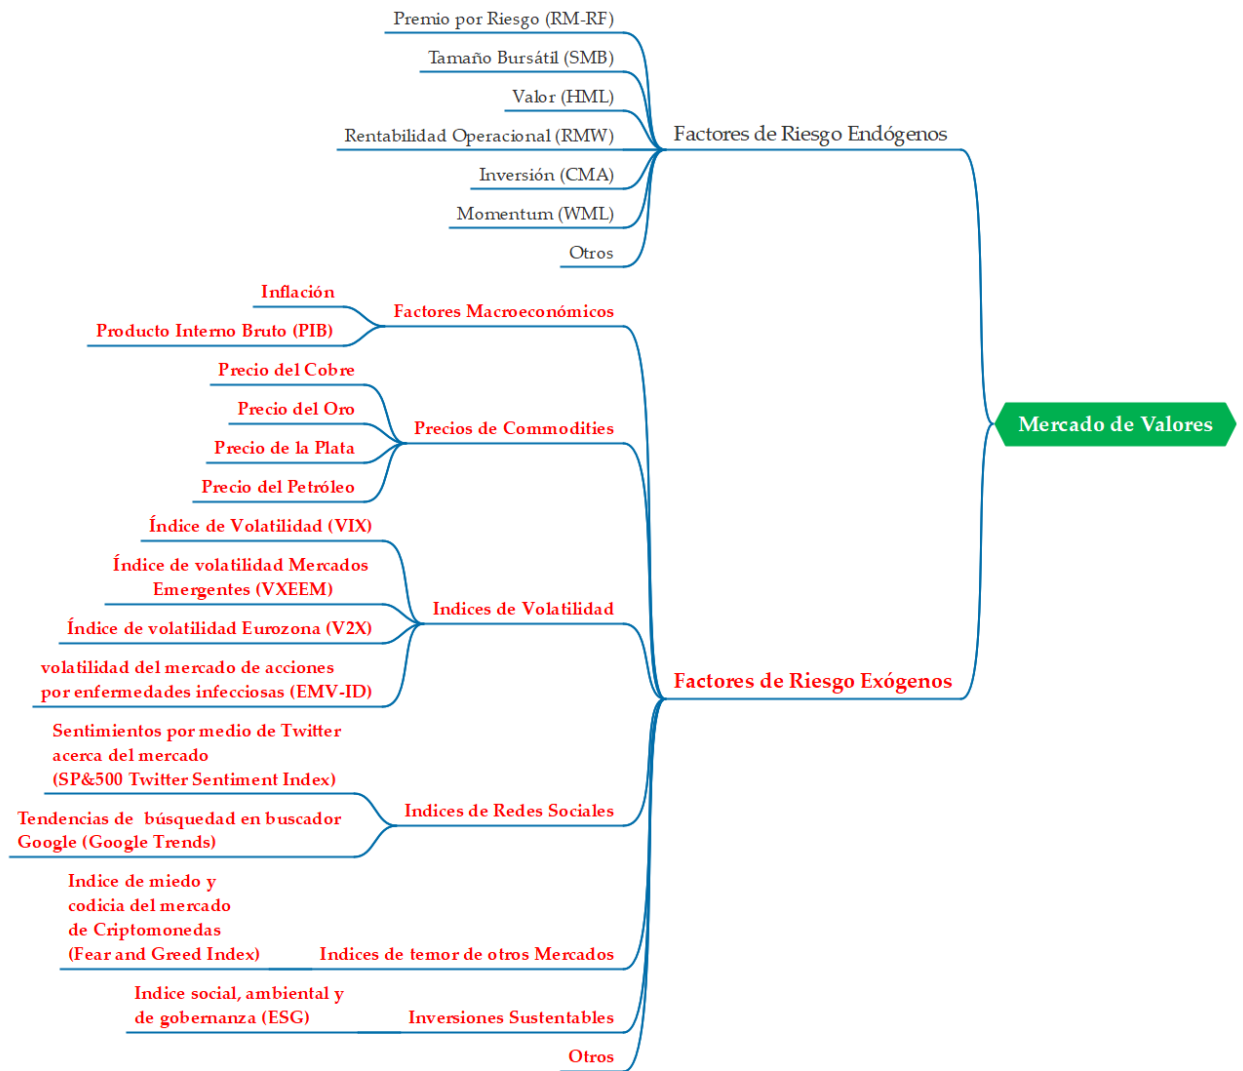 Premio por Riesgo (RM-RF)
Tamaño Bursátil (SMB)
Valor (HML)
Rentabilidad Operacional (RMW)
Factores de Riesgo Endógenos
Inversión (CMA)
Momentum (WML)
Otros
Inflación
Factores Macroeconómicos
Producto Interno Bruto (PIB)
Precio del Cobre
Precio del Oro
Precios de Commodities
Precio de la Plata
Precio del Petróleo
Mercado de Valores
Índice de Volatilidad (VIX)
Índice de volatilidad Mercados
Emergentes (VXEEM)
Indices de Volatilidad
Índice de volatilidad Eurozona (V2X)
volatilidad del mercado de acciones
por enfermedades infecciosas (EMV-ID)
Factores de Riesgo Exógenos
Sentimientos por medio de Twitter
acerca del mercado
(SP&500 Twitter Sentiment Index)
Indices de Redes Sociales
Tendencias de  búsquedad en buscador
Google (Google Trends)
Indice de miedo y
codicia del mercado
de Criptomonedas
(Fear and Greed Index)
Indices de temor de otros Mercados
Indice social, ambiental y
de gobernanza (ESG)
Inversiones Sustentables
Otros